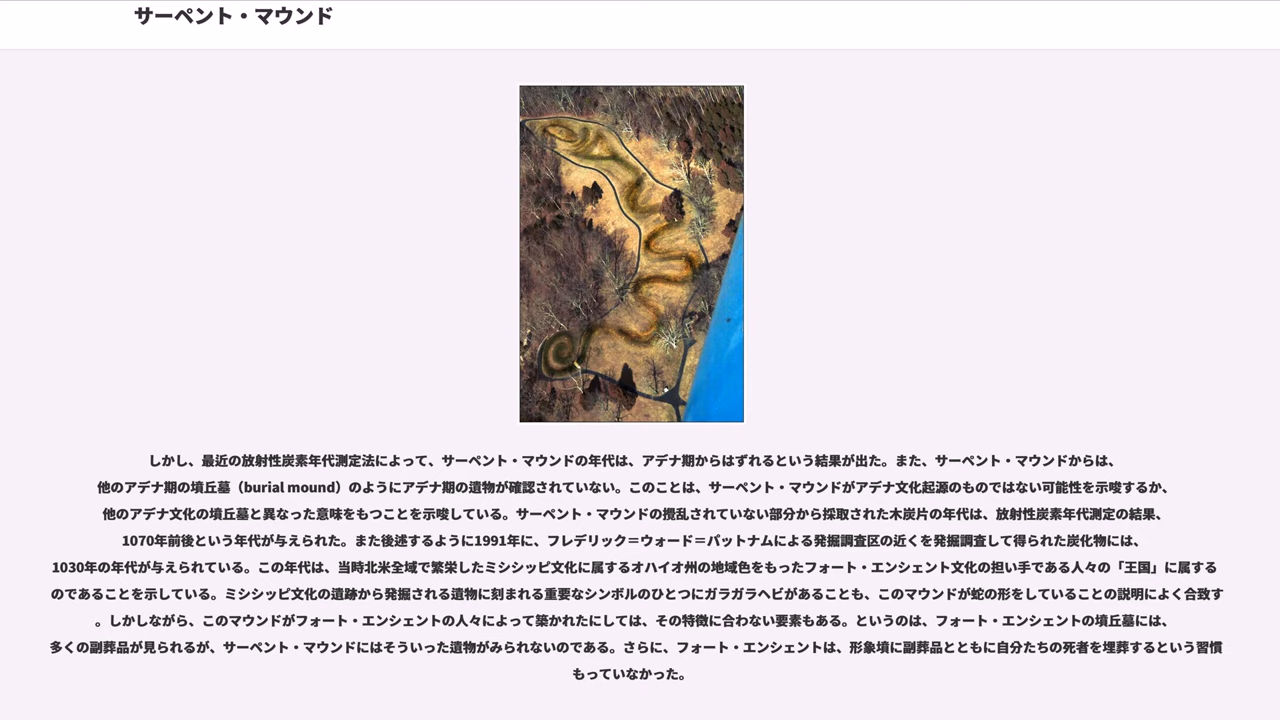 サーペント・マウンド
しかし、最近の放射性炭素年代測定法によって、サーペント・マウンドの年代は、アデナ期からはずれるという結果が出た。また、サーペント・マウンドからは、
他のアデナ期の墳丘墓（burial mound）のようにアデナ期の遺物が確認されていない。このことは、サーペント・マウンドがアデナ文化起源のものではない可能性を示唆するか、
他のアデナ文化の墳丘墓と異なった意味をもつことを示唆している。サーペント・マウンドの攪乱されていない部分から採取された木炭片の年代は、放射性炭素年代測定の結果、
1070年前後という年代が与えられた。また後述するように1991年に、フレデリック＝ウォード＝パットナムによる発掘調査区の近くを発掘調査して得られた炭化物には、
1030年の年代が与えられている。この年代は、当時北米全域で繁栄したミシシッピ文化に属するオハイオ州の地域色をもったフォート・エンシェント文化の担い手である人々の「王国」に属する
のであることを示している。ミシシッピ文化の遺跡から発掘される遺物に刻まれる重要なシンボルのひとつにガラガラヘビがあることも、このマウンドが蛇の形をしていることの説明によく合致す
。しかしながら、このマウンドがフォート・エンシェントの人々によって築かれたにしては、その特徴に合わない要素もある。というのは、フォート・エンシェントの墳丘墓には、
多くの副葬品が見られるが、サーペント・マウンドにはそういった遺物がみられないのである。さらに、フォート・エンシェントは、形象墳に副葬品とともに自分たちの死者を埋葬するという習慣
もっていなかった。